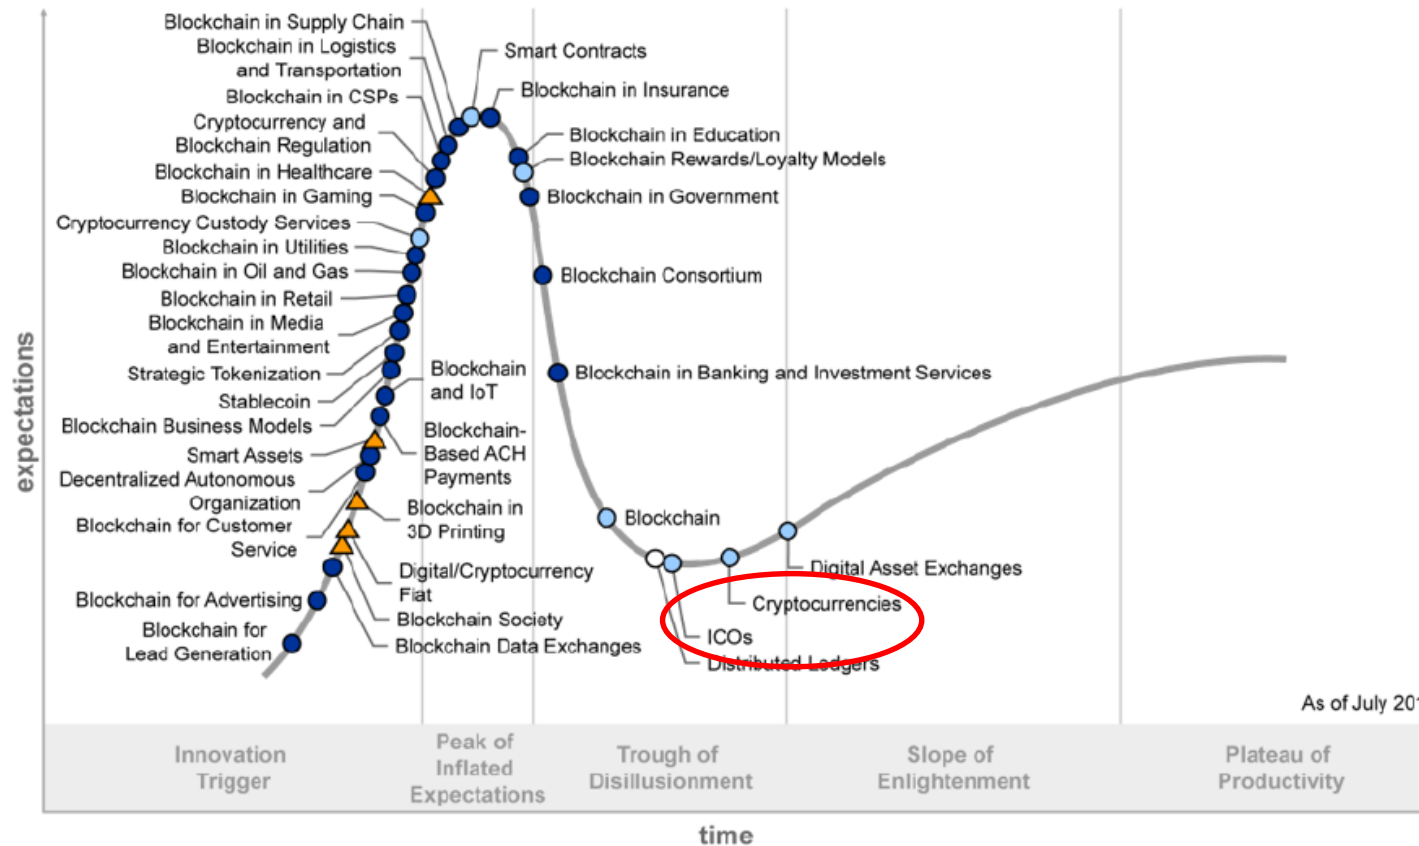 Blockchain in Supply Chain
Blockchain in Logistics
and Transportation
Blockchain in CSPs
Cryptocurrency and
Blockchain Regulation
Blockchain in Healthcare
Blockchain in Gaming
Cryptocurrency Custody Services
Blockchain in Utilities
Blockchain in Oil and Gas
Blockchain in Retail
Blockchain in Media
and Entertainment
Strategic Tokenization
Stablecoin
Blockchain Business Models
Smart Assets
Decentralized Autonomous
Organization
Blockchain for Customer
Service
Blockchain for Advertising
Blockchain for
Lead Generation
Smart Contracts
Blockchain in Insurance
Blockchain in Education
Blockchain Rewards/Loyalty Models
Blockchain in Government
Blockchain Consortium
Blockchain in Banking and Investment Services
Blockchain
and IoT
Blockchain-
Based ACH
Payments
Blockchain in
3D Printing
Digital/Cryptocurrency
Fiat
Blockchain Society
Blockchain Data Exchanges
Blockchain
Digital Asset Exchanges
Cryptocurrencies
ICOs
Distributed Ledgers
As of July
expectations
Innovation
Trigger
Peak of
Inflated
Expectations
Trough of
Disillusionment
Slope of
Enlightenment
Plateau of
Productivity
time